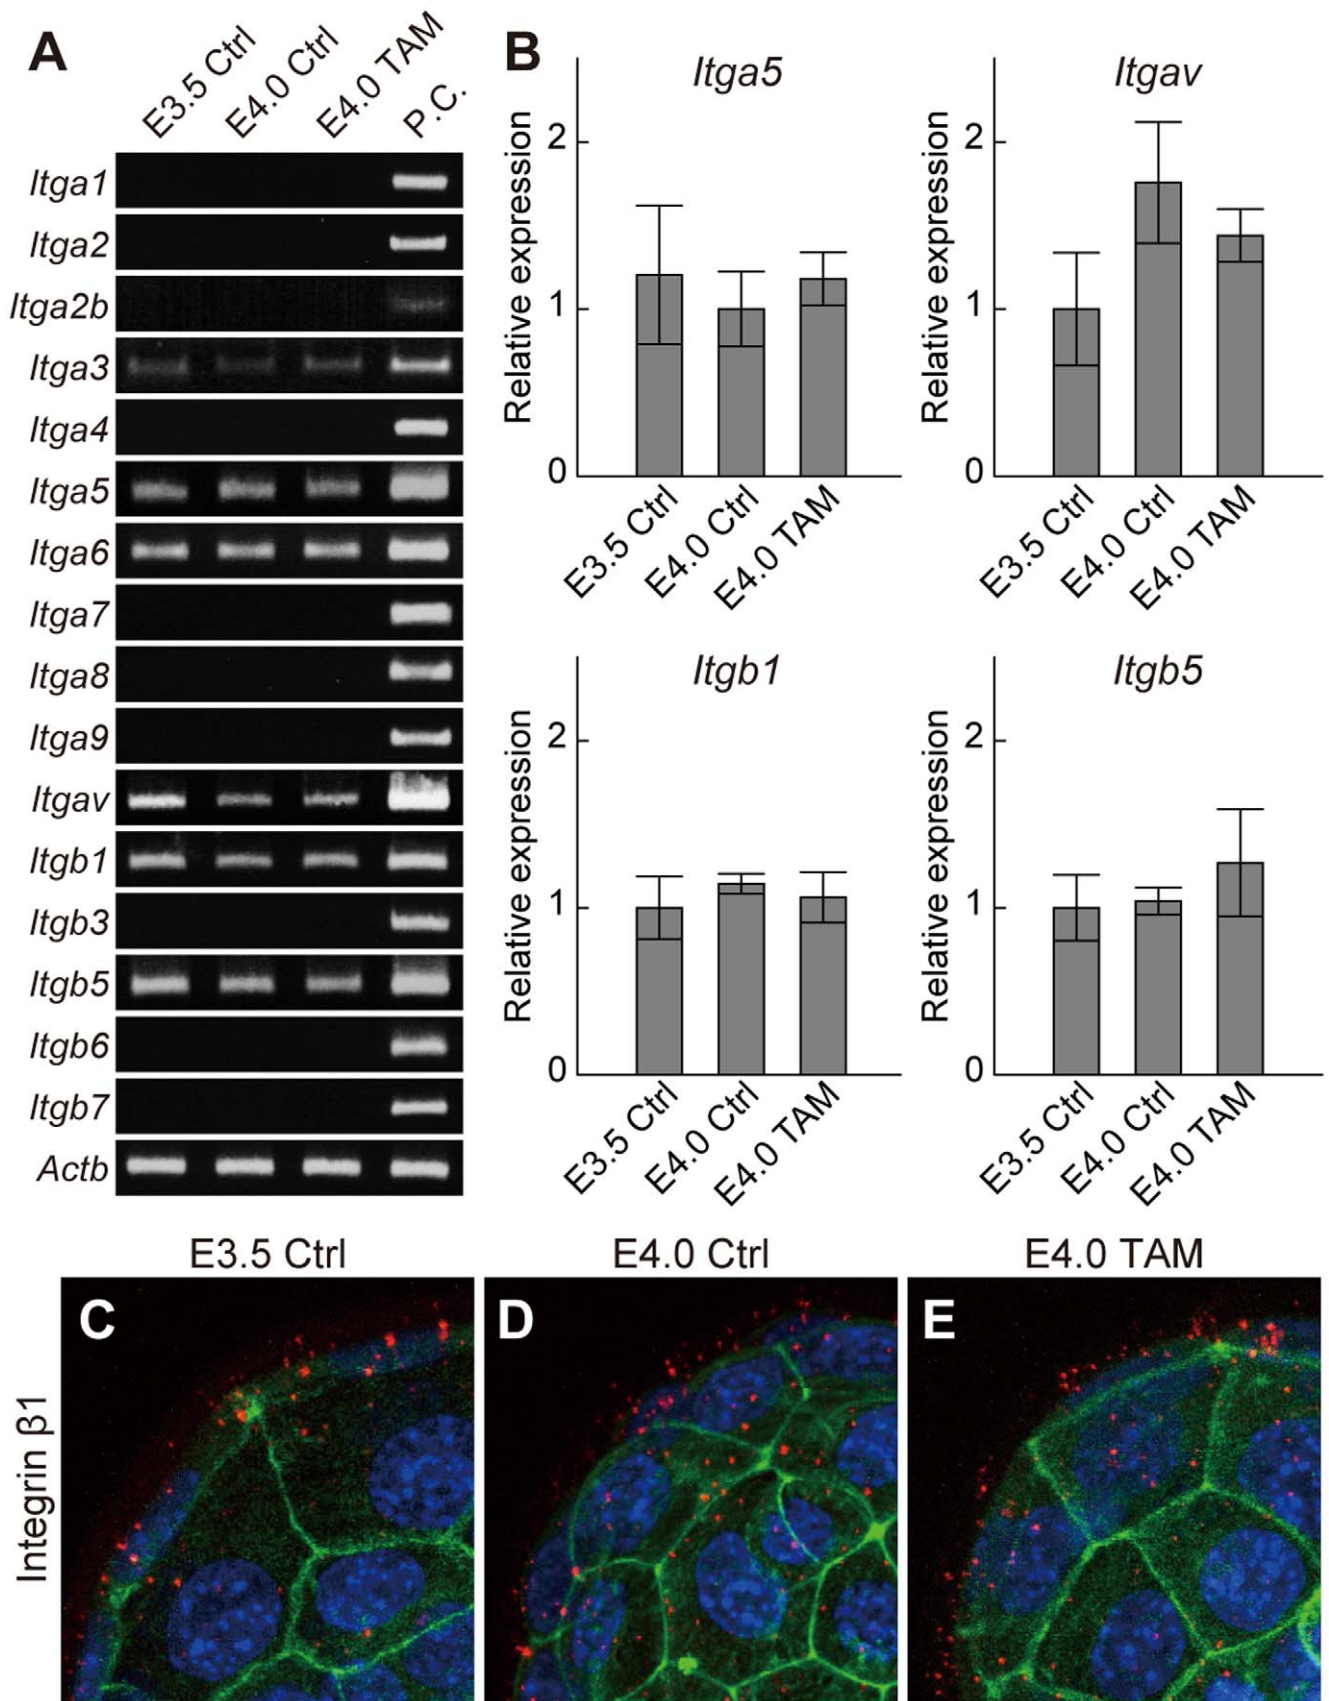 A
E3.5 Ctrl
E4.0 Ctrl
E4.0 TAM
P.C.
Itga1
Itga2
Itga2b
Itga3
Itga4
Itga5
Itga6
Itga7
Itga8
Itga9
Itgav
Itgb1
Itgb3
Itgb5
Itgb6
Itgb7
Actb
B
Itga5
Relative expression
2
1
0
E3.5 Ctrl
E4.0 Ctrl
E4.0 TAM
Itgav
Relative expression
2
1
0
E3.5 Ctrl
E4.0 Ctrl
E4.0 TAM
Itgb1
Relative expression
2
1
0
E3.5 Ctrl
E4.0 Ctrl
E4.0 TAM
Itgb5
Relative expression
2
1
0
E3.5 Ctrl
E4.0 Ctrl
E4.0 TAM
Integrin β1
E3.5 Ctrl
C
E4.0 Ctrl
D
E4.0 TAM
E